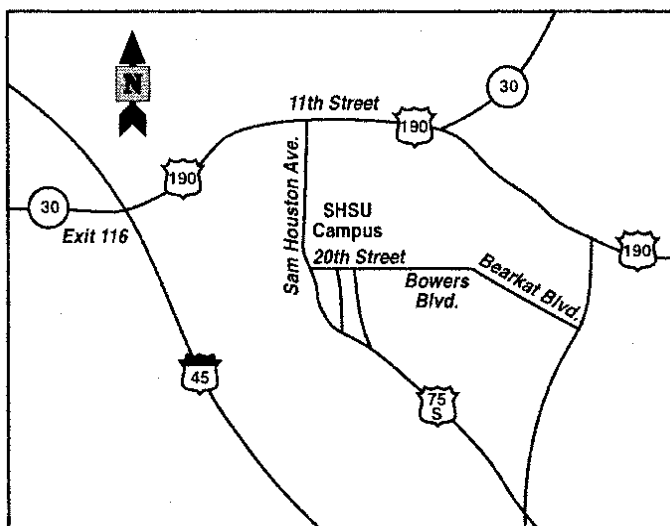 N
30
11th Street
190
190
30
Exit 116
Sam Houston Ave.
SHSU
Campus
20th Street
Bowers
Blvd.
Bearkat Blvd.
190
45
75
S